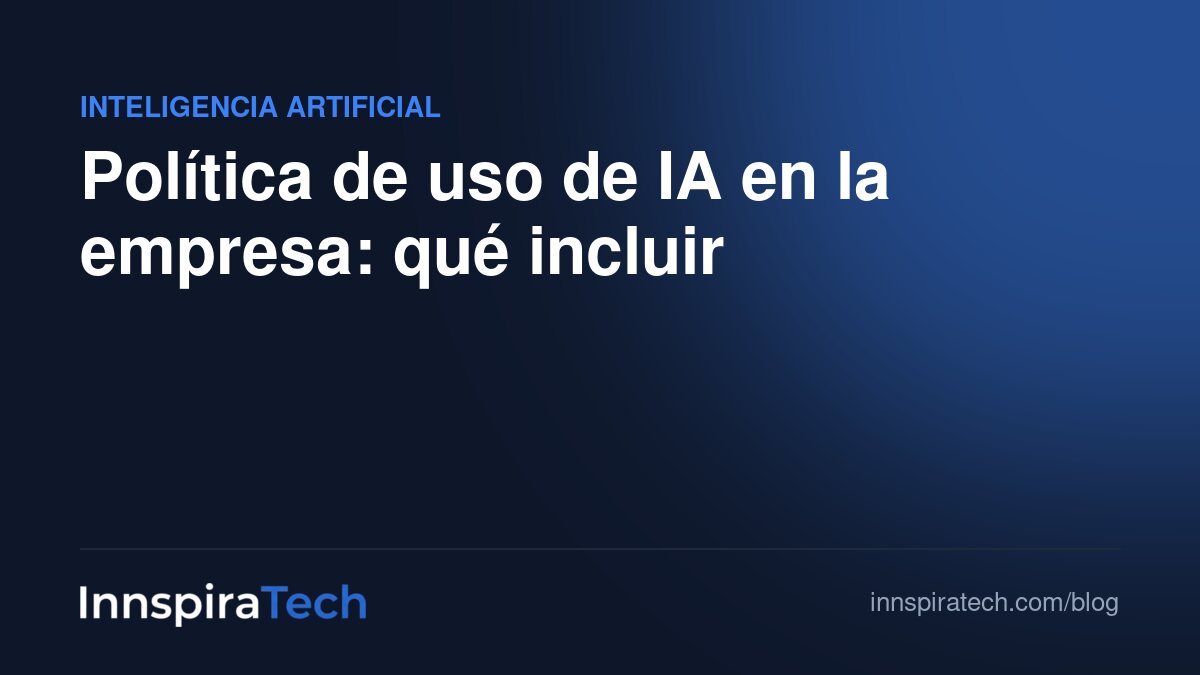 INTELIGENCIA ARTIFICIAL
Política de uso de IA en la
empresa: qué incluir
InnspiraTech
innspiratech.com/blog